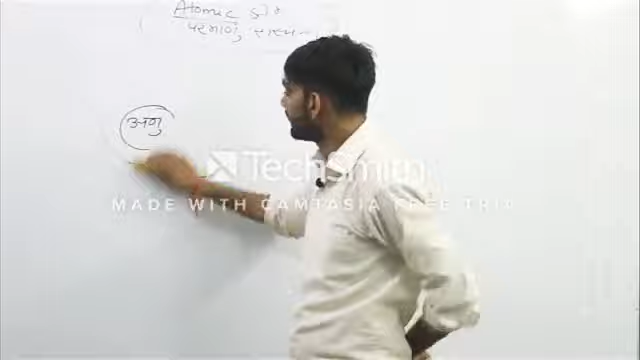 Atomic
परमाणु
अणु
TechSmith
MADE WITH CAMTASIA FREE TRIAL